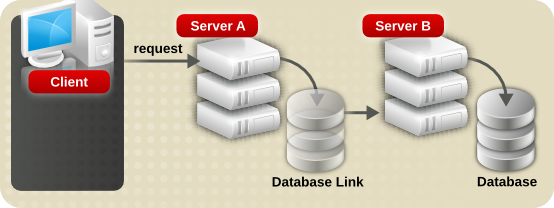 Server A
Server B
request
Client
Database Link
Database